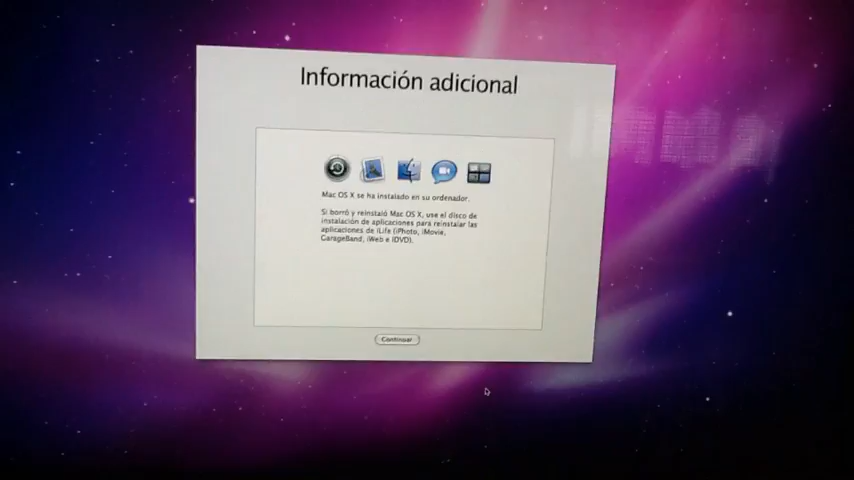 Información adicional
Mac OS X se ha instalado en su ordenador.
Si borró y reinstaló Mac OS X, use el disco de
instalación de aplicaciones para reinstalar las
aplicaciones de iLife (iPhoto, iMovie,
GarageBand, iWeb e iDVD).
Continuar